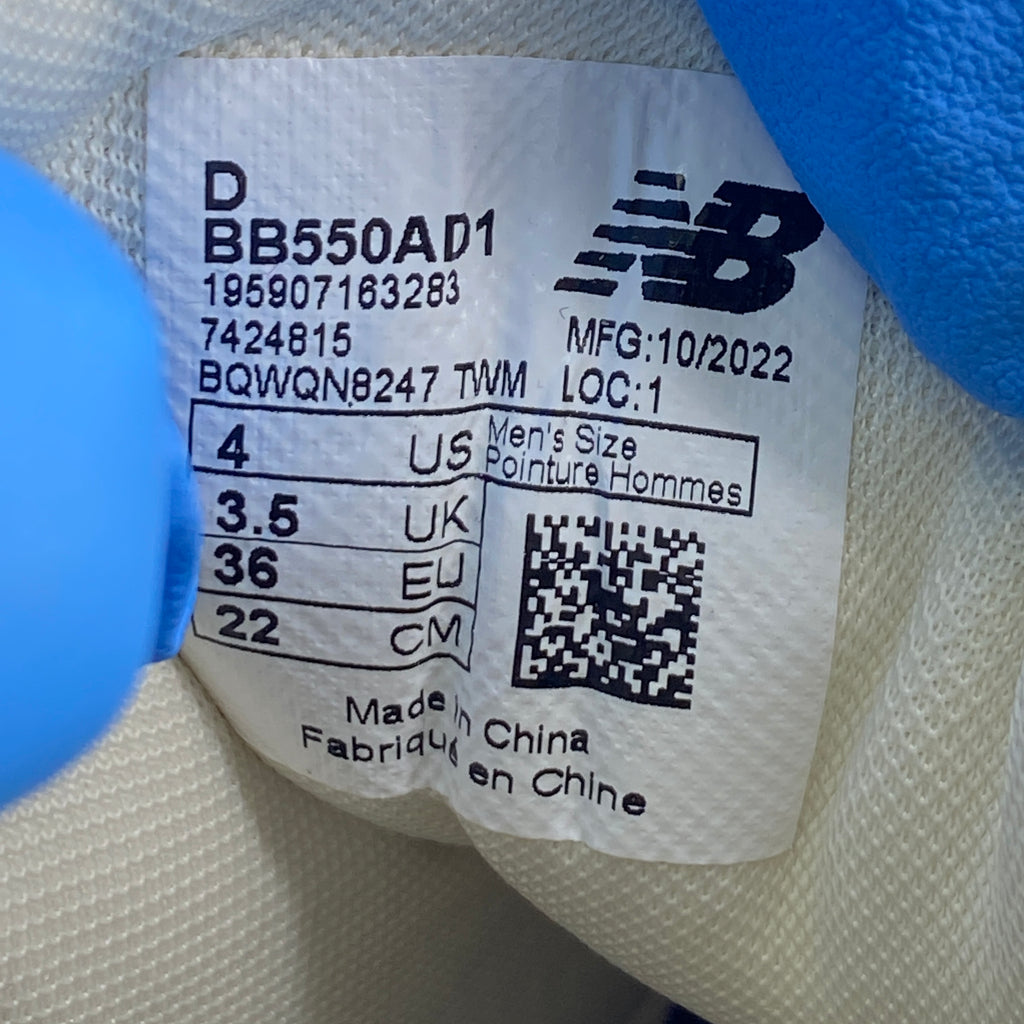 D
BB550AD1
NB
195907163283
7424815
MFG:10/2022
BQWQN8247 TWM LOC:1
4 US Men's Size
Pointure Hommes
3.5 UK
36 EU
22 CM
Made in China
Fabriqué en Chine